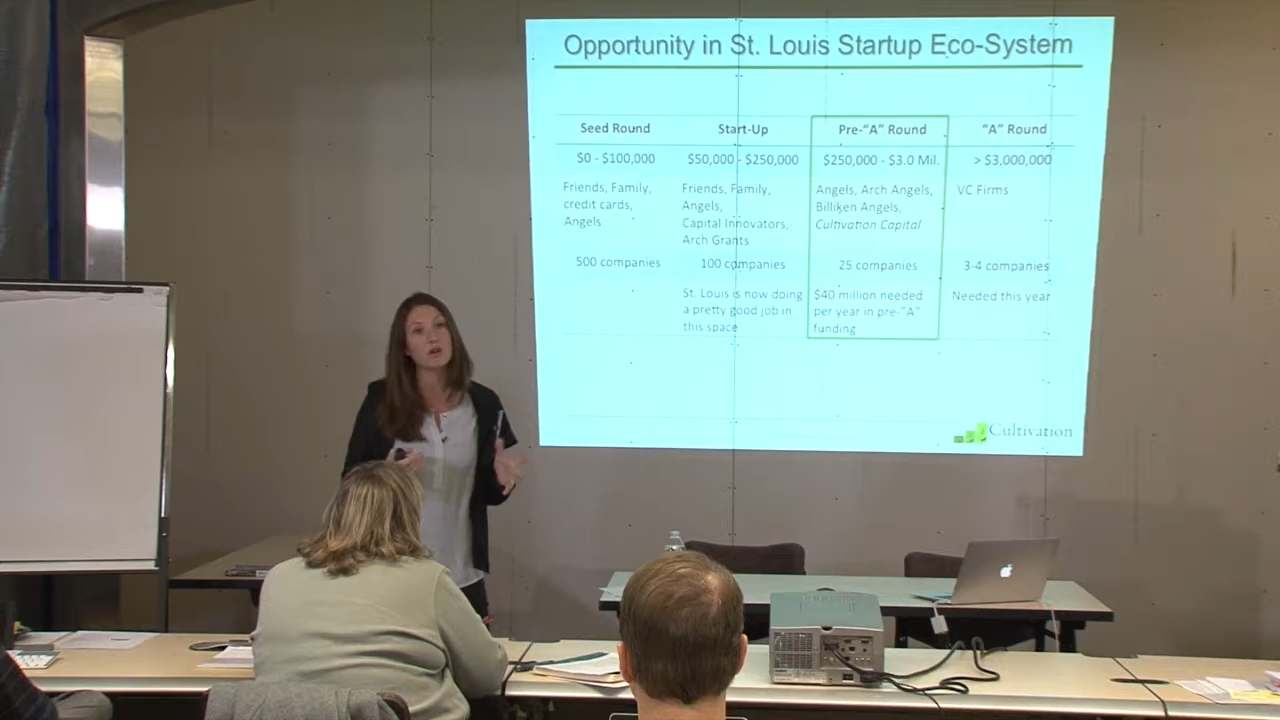 Opportunity in St. Louis Startup Eco-System
Seed Round
Start-Up
Pre-“A” Round
“A” Round
$0 - $100,000
$50,000 - $250,000
$250,000 - $3.0 Mil.
> $3,000,000
Friends, Family,
credit cards,
Angels
Friends, Family,
Angels,
Capital Innovators,
Arch Grants
Angels, Arch Angels,
Billiken Angels,
Cultivation Capital
VC Firms
500 companies
100 companies
25 companies
3-4 companies
St. Louis is now doing
a pretty good job in
this space
$40 million needed
per year in pre-”A”
funding
Needed this year
Cultivation